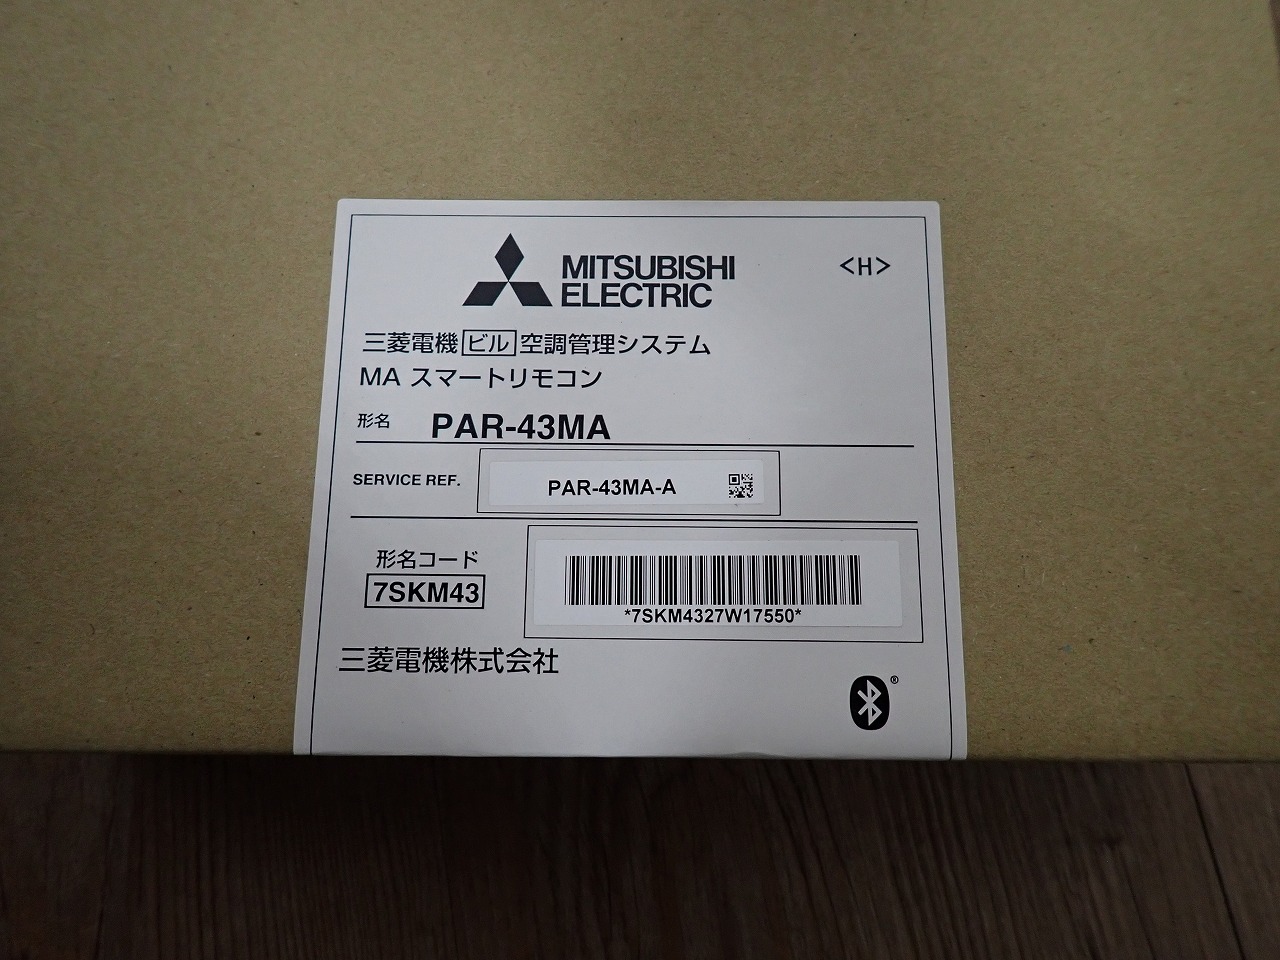 MITSUBISHI
ELECTRIC
<H>
三菱電機 ビル 空調管理システム
MA スマートリモコン
形名 PAR-43MA
SERVICE REF. PAR-43MA-A
形名コード
7SKM43
*7SKM4327W17550*
三菱電機株式会社
®